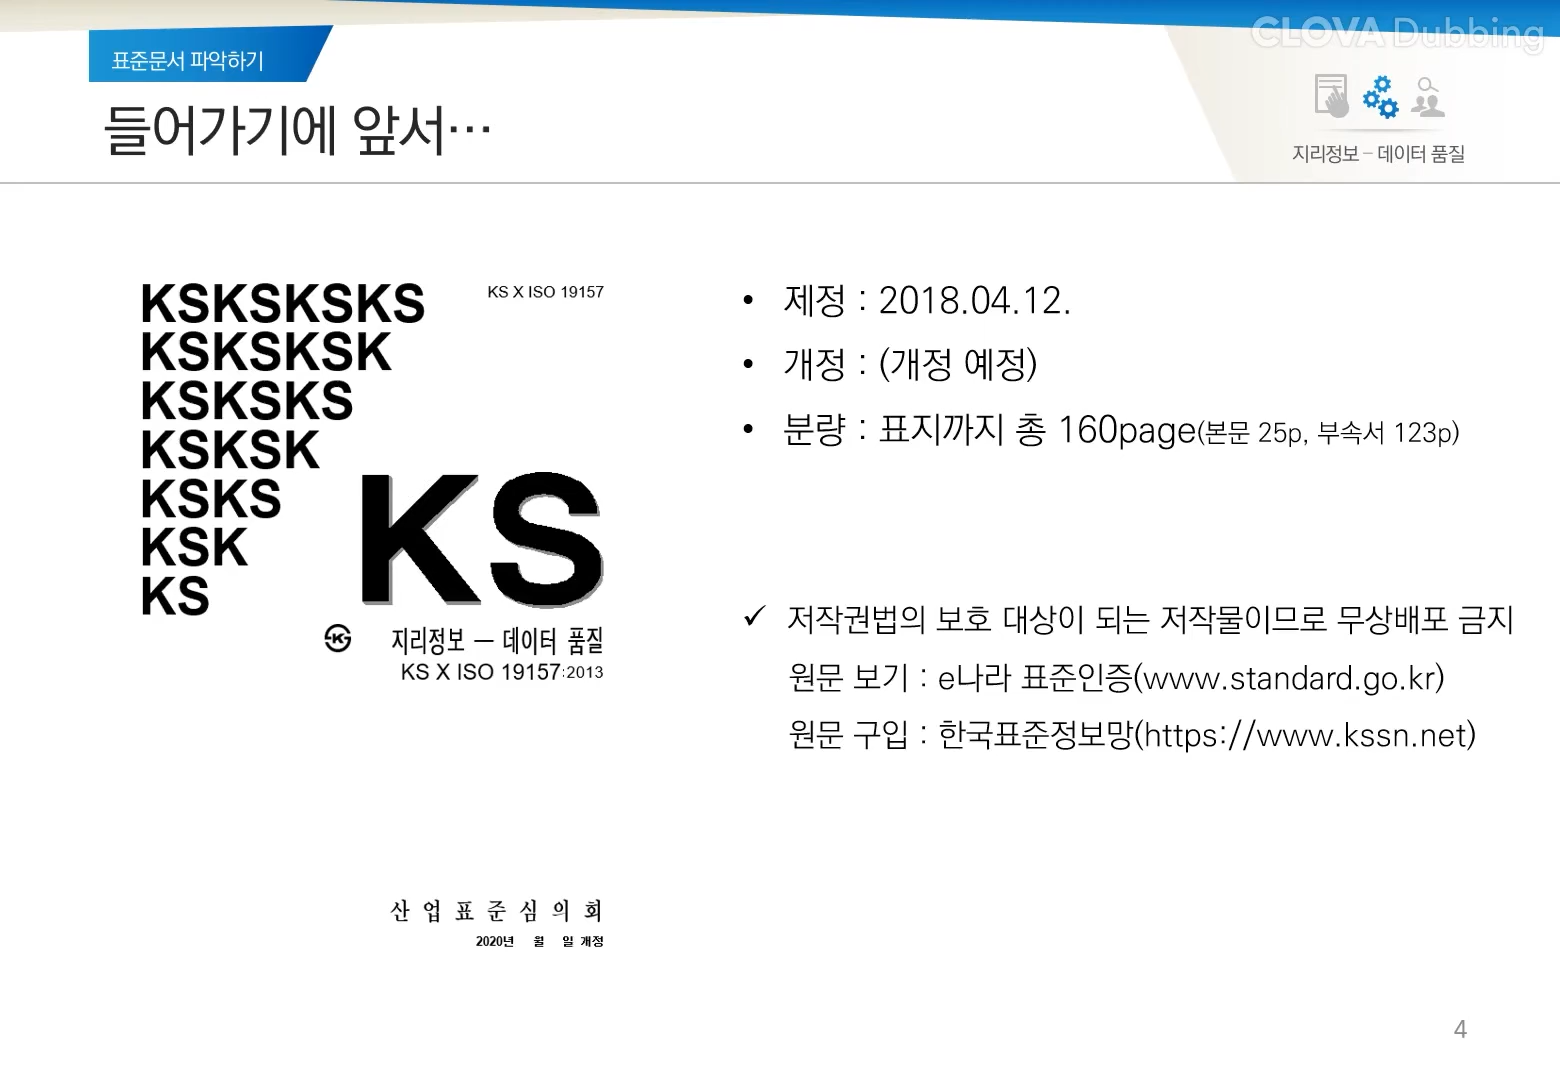 CLOVA Dubbing
표준문서 파악하기
들어가기에 앞서…
지리정보 – 데이터 품질
KSKSKSKS
KSKSKSK
KSKSKS
KSKSK
KSKS
KSK
KS
KS X ISO 19157
KS
지리정보 — 데이터 품질
KS X ISO 19157:2013
산 업 표 준 심 의 회
2020년 월 일 개정
• 제정 : 2018.04.12.
• 개정 : (개정 예정)
• 분량 : 표지까지 총 160page(본문 25p, 부속서 123p)
✓ 저작권법의 보호 대상이 되는 저작물이므로 무상배포 금지
원문 보기 : e나라 표준인증(www.standard.go.kr)
원문 구입 : 한국표준정보망(https://www.kssn.net)
4